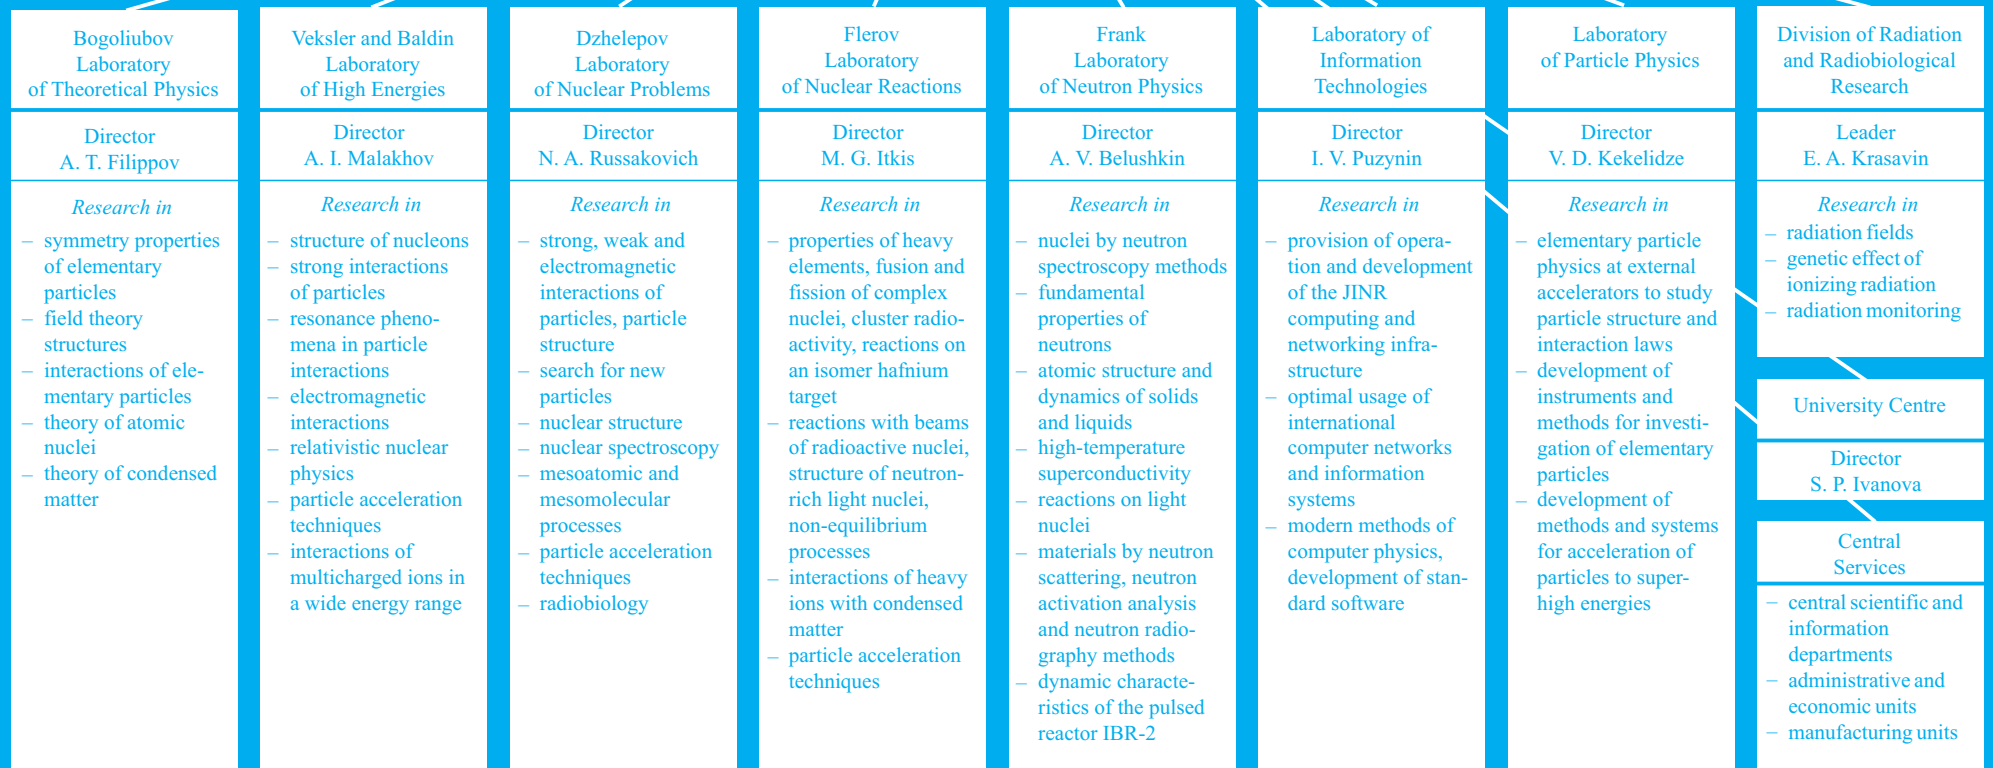 Bogoliubov
Laboratory
of Theoretical Physics
Director
A. T. Filippov
Research in
– symmetry properties
of elementary
particles
– field theory
structures
– interactions of ele-
mentary particles
– theory of atomic
nuclei
– theory of condensed
matter
Veksler and Baldin
Laboratory
of High Energies
Director
A. I. Malakhov
Research in
– structure of nucleons
– strong interactions
of particles
– resonance pheno-
mena in particle
interactions
– electromagnetic
interactions
– relativistic nuclear
physics
– particle acceleration
techniques
– interactions of
multicharged ions in
a wide energy range
Dzhelepov
Laboratory
of Nuclear Problems
Director
N. A. Russakovich
Research in
– strong, weak and
electromagnetic
interactions of
particles, particle
structure
– search for new
particles
– nuclear structure
– nuclear spectroscopy
– mesoatomic and
mesomolecular
processes
– particle acceleration
techniques
– radiobiology
Flerov
Laboratory
of Nuclear Reactions
Director
M. G. Itkis
Research in
– properties of heavy
elements, fusion and
fission of complex
nuclei, cluster radio-
activity, reactions on
an isomer hafnium
target
– reactions with beams
of radioactive nuclei,
structure of neutron-
rich light nuclei,
non-equilibrium
processes
– interactions of heavy
ions with condensed
matter
– particle acceleration
techniques
Frank
Laboratory
of Neutron Physics
Director
A. V. Belushkin
Research in
– nuclei by neutron
spectroscopy methods
– fundamental
properties of
neutrons
– atomic structure and
dynamics of solids
and liquids
– high-temperature
superconductivity
– reactions on light
nuclei
– materials by neutron
scattering, neutron
activation analysis
and neutron radio-
graphy methods
– dynamic characte-
ristics of the pulsed
reactor IBR-2
Laboratory of
Information
Technologies
Director
I. V. Puzynin
Research in
– provision of opera-
tion and development
of the JINR
computing and
networking infra-
structure
– optimal usage of
international
computer networks
and information
systems
– modern methods of
computer physics,
development of stan-
dard software
Laboratory
of Particle Physics
Director
V. D. Kekelidze
Research in
– elementary particle
physics at external
accelerators to study
particle structure and
interaction laws
– development of
instruments and
methods for investi-
gation of elementary
particles
– development of
methods and systems
for acceleration of
particles to super-
high energies
Division of Radiation
and Radiobiological
Research
Leader
E. A. Krasavin
Research in
– radiation fields
– genetic effect of
ionizing radiation
– radiation monitoring
University Centre
Director
S. P. Ivanova
Central
Services
– central scientific and
information
departments
– administrative and
economic units
– manufacturing units